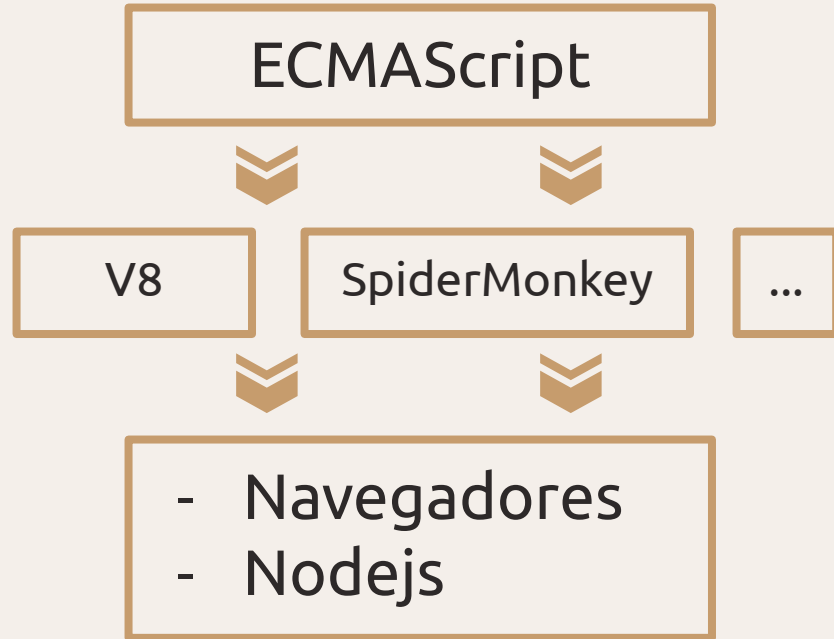 ECMAScript
V8
SpiderMonkey
...
- Navegadores
- Nodejs